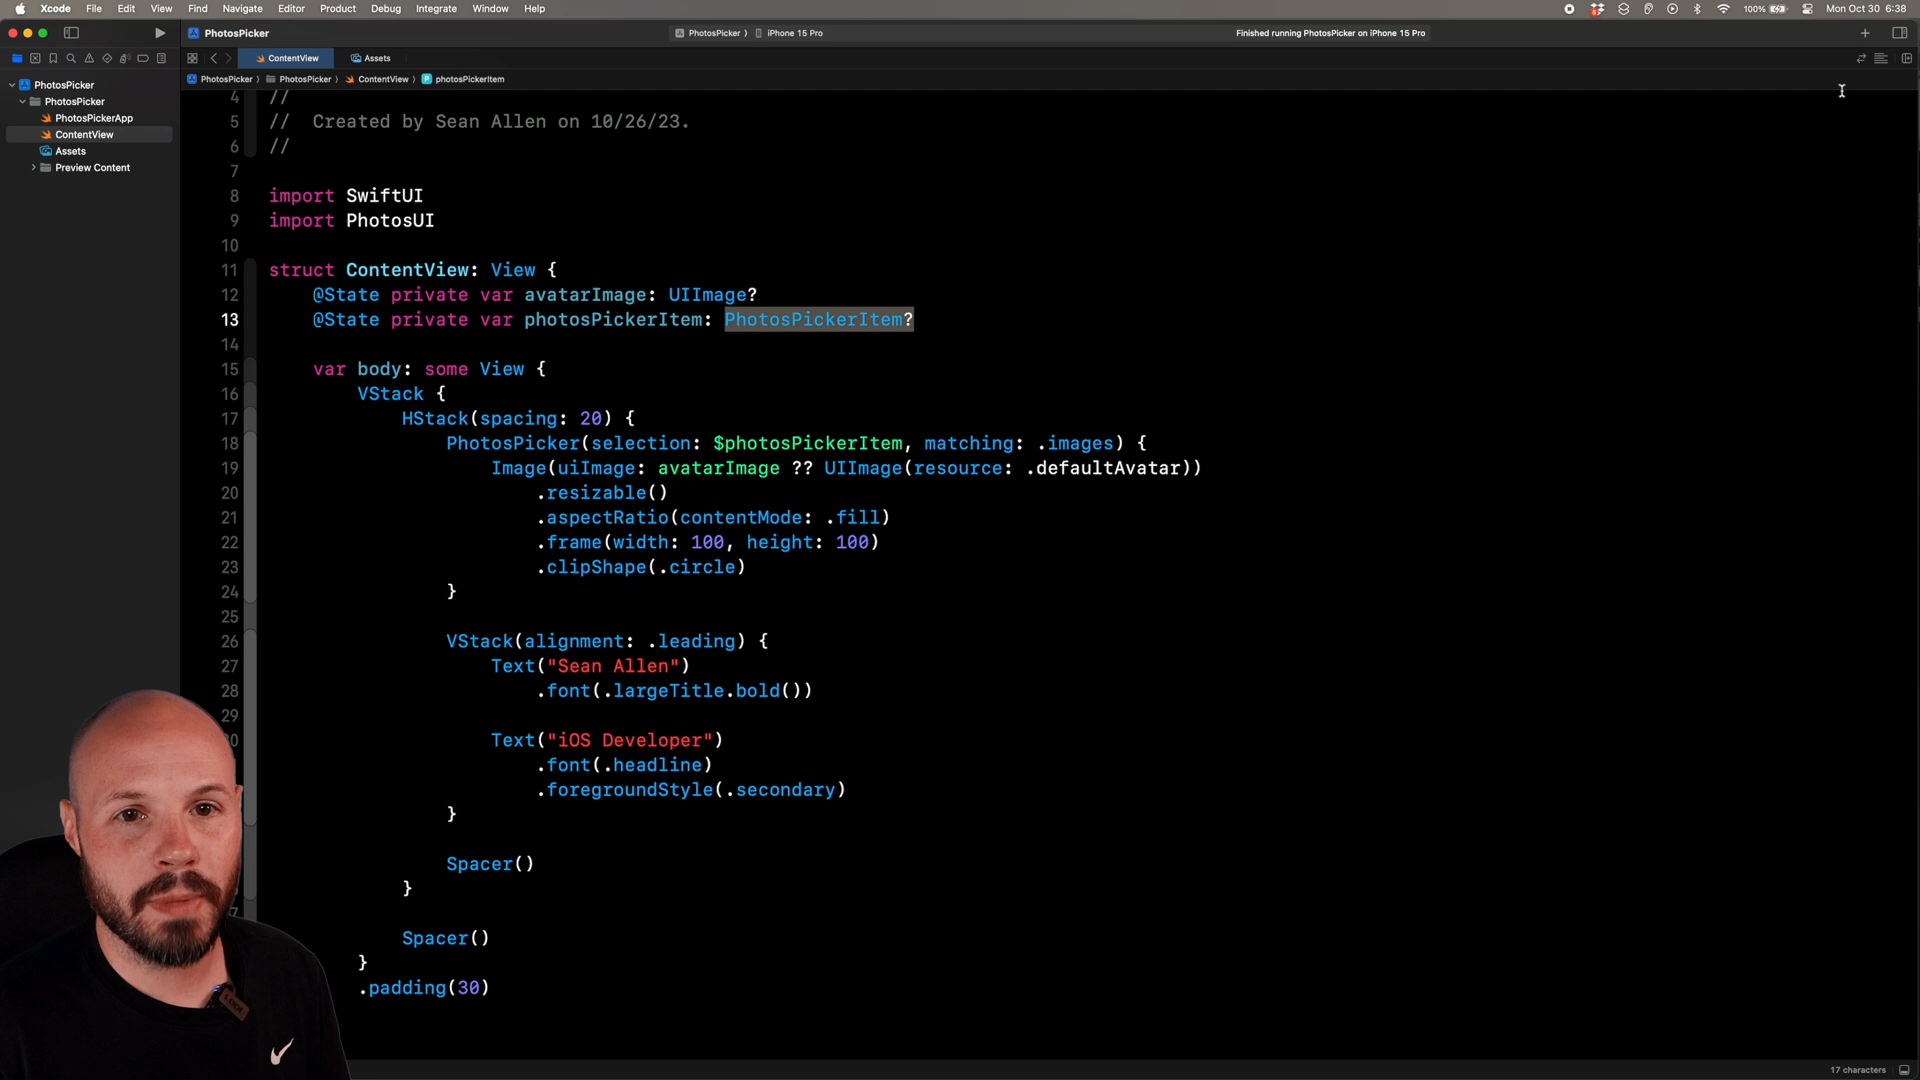 Xcode File Edit View Find Navigate Editor Product Debug Integrate Window Help 100% Mon Oct 30 6:38
PhotosPicker PhotosPicker iPhone 15 Pro Finished running PhotosPicker on iPhone 15 Pro
ContentView Assets
PhotosPicker PhotosPicker ContentView photosPickerItem
PhotosPicker
PhotosPicker
PhotosPickerApp
ContentView
Assets
Preview Content
4 //
5 // Created by Sean Allen on 10/26/23.
6 //
7
8 import SwiftUI
9 import PhotosUI
10
11 struct ContentView: View {
12 @State private var avatarImage: UIImage?
13 @State private var photosPickerItem: PhotosPickerItem?
14
15 var body: some View {
16 VStack {
17 HStack(spacing: 20) {
18 PhotosPicker(selection: $photosPickerItem, matching: .images) {
19 Image(uiImage: avatarImage ?? UIImage(resource: .defaultAvatar))
20 .resizable()
21 .aspectRatio(contentMode: .fill)
22 .frame(width: 100, height: 100)
23 .clipShape(.circle)
24 }
25
26 VStack(alignment: .leading) {
27 Text("Sean Allen")
28 .font(.largeTitle.bold())
29
30 Text("iOS Developer")
.font(.headline)
.foregroundStyle(.secondary)
}
Spacer()
}
7
Spacer()
}
.padding(30)
17 characters